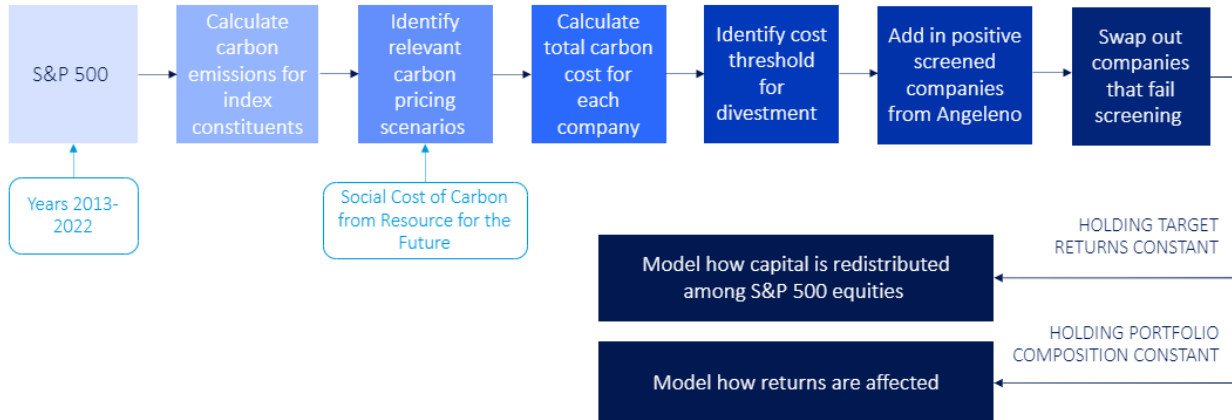 S&P 500
Calculate
carbon
emissions for
index
constituents
Identify
relevant
carbon
pricing
scenarios
Calculate
total carbon
cost for
each
company
Identify cost
threshold
for
divestment
Add in positive
screened
companies
from Angeleno
Swap out
companies
that fail
screening
Years 2013-
2022
Social Cost of Carbon
from Resource for the
Future
HOLDING TARGET
RETURNS CONSTANT
Model how capital is redistributed
among S&P 500 equities
HOLDING PORTFOLIO
COMPOSITION CONSTANT
Model how returns are affected